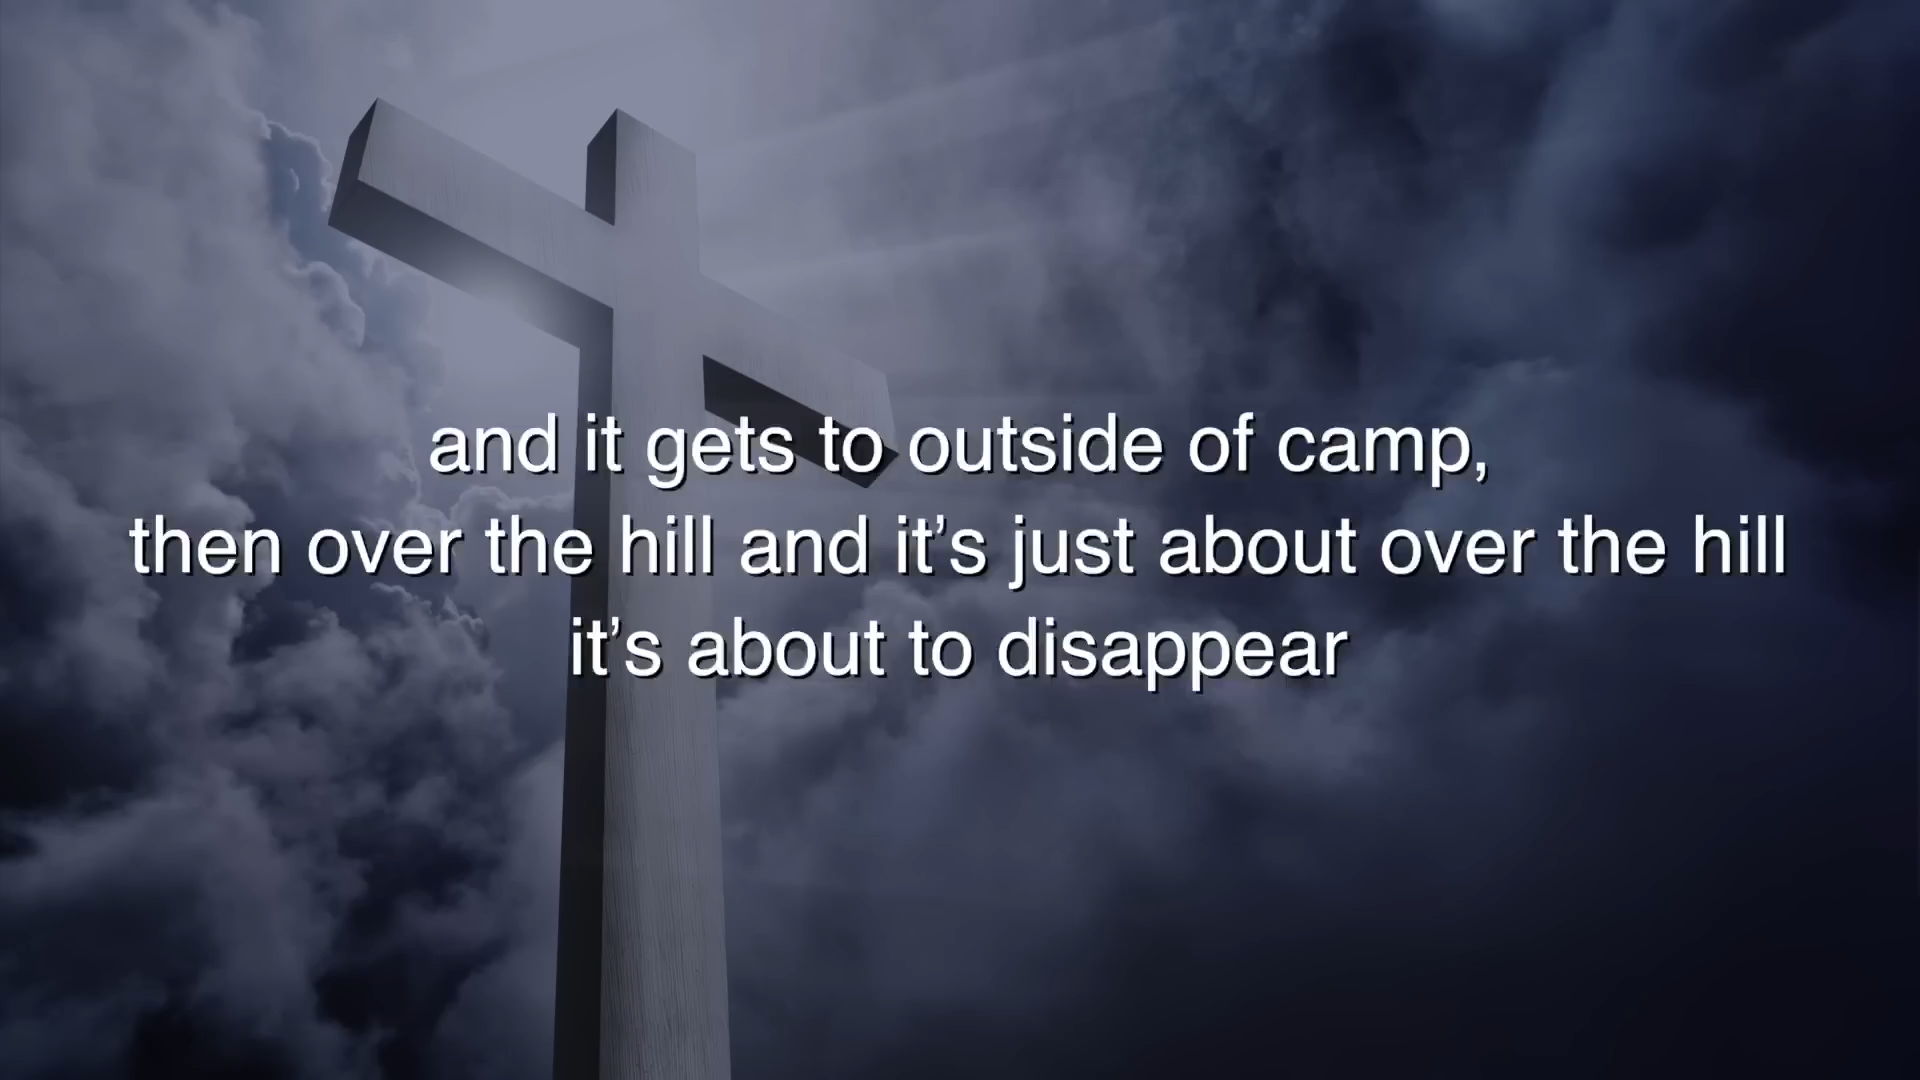 and it gets to outside of camp,
then over the hill and it’s just about over the hill
it’s about to disappear